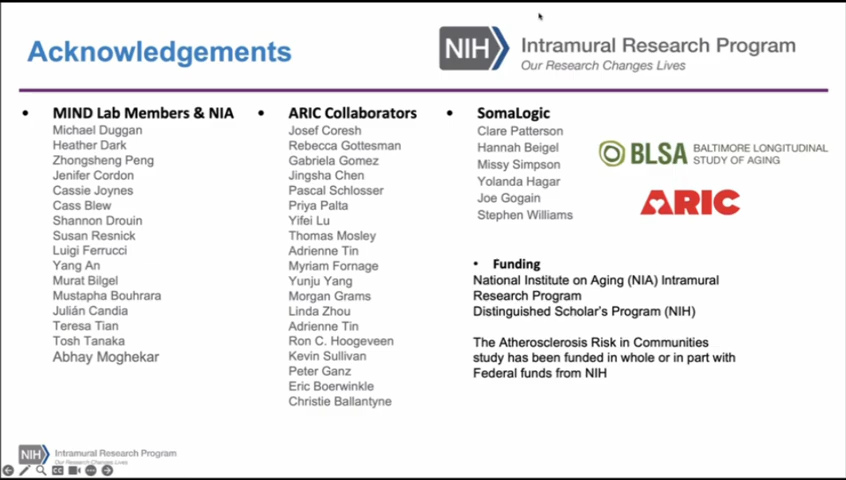 Acknowledgements
NIH
Intramural Research Program
Our Research Changes Lives
• MIND Lab Members & NIA
Michael Duggan
Heather Dark
Zhongsheng Peng
Jenifer Cordon
Cassie Joynes
Cass Blew
Shannon Drouin
Susan Resnick
Luigi Ferrucci
Yang An
Murat Bilgel
Mustapha Bouhrara
Julián Candia
Teresa Tian
Tosh Tanaka
Abhay Moghekar
• ARIC Collaborators
Josef Coresh
Rebecca Gottesman
Gabriela Gomez
Jingsha Chen
Pascal Schlosser
Priya Palta
Yifei Lu
Thomas Mosley
Adrienne Tin
Myriam Fornage
Yunju Yang
Morgan Grams
Linda Zhou
Adrienne Tin
Ron C. Hoogeveen
Kevin Sullivan
Peter Ganz
Eric Boerwinkle
Christie Ballantyne
• SomaLogic
Clare Patterson
Hannah Beigel
Missy Simpson
Yolanda Hagar
Joe Gogain
Stephen Williams
BLSA
BALTIMORE LONGITUDINAL
STUDY OF AGING
ARIC
• Funding
National Institute on Aging (NIA) Intramural
Research Program
Distinguished Scholar's Program (NIH)
The Atherosclerosis Risk in Communities
study has been funded in whole or in part with
Federal funds from NIH
NIH
Intramural Research Program
Our Research Changes Lives
CC